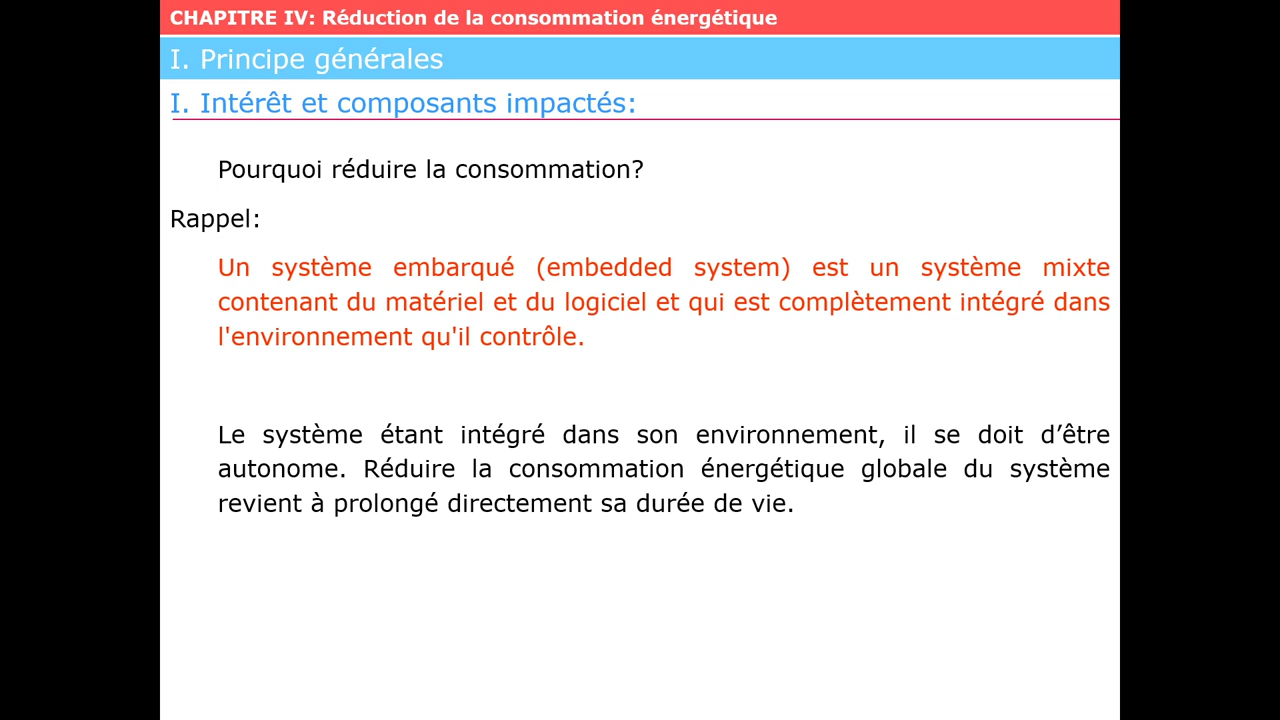 CHAPITRE IV: Réduction de la consommation énergétique
I. Principe générales
I. Intérêt et composants impactés:
Pourquoi réduire la consommation?
Rappel:
Un système embarqué (embedded system) est un système mixte
contenant du matériel et du logiciel et qui est complètement intégré dans
l'environnement qu'il contrôle.
Le système étant intégré dans son environnement, il se doit d’être
autonome. Réduire la consommation énergétique globale du système
revient à prolongé directement sa durée de vie.